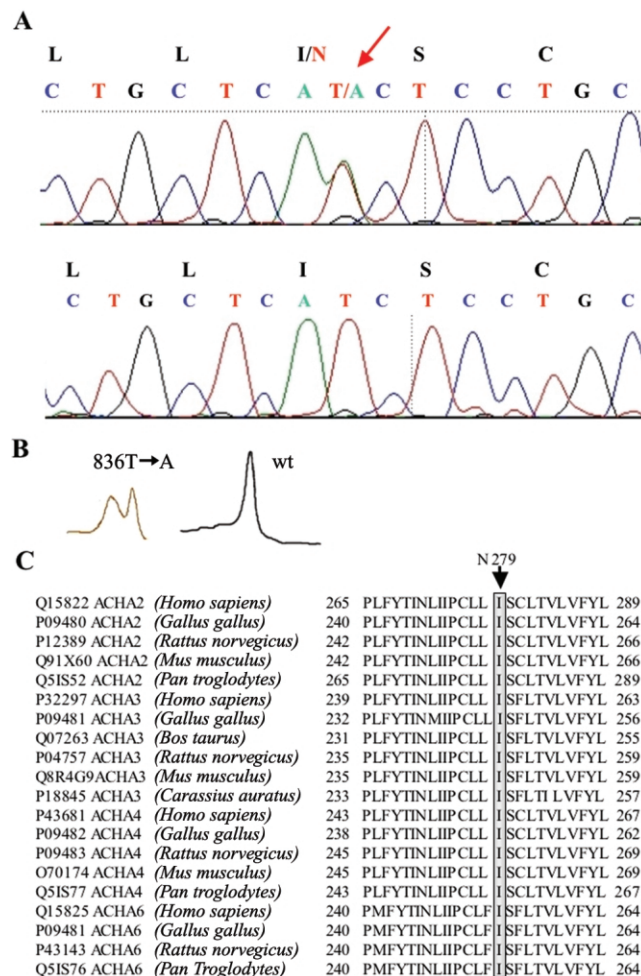 A
L L I/N S C
C T G C T C A T/A C T C C T G C
L L I S C
C T G C T C A T C T C C T G C
B
836T→A wt
C
N 279
Q15822 ACHA2 (Homo sapiens) 265 PLFYTINLIIPCLL I SCLTVLVFYL 289
P09480 ACHA2 (Gallus gallus) 240 PLFYTINLIIPCLL I SCLTVLVFYL 264
P12389 ACHA2 (Rattus norvegicus) 242 PLFYTINLIIPCLL I SCLTVLVFYL 266
Q91X60 ACHA2 (Mus musculus) 242 PLFYTINLIIPCLL I SCLTVLVFYL 266
Q5IS52 ACHA2 (Pan troglodytes) 265 PLFYTINLIIPCLL I SCLTVLVFYL 289
P32297 ACHA3 (Homo sapiens) 239 PLFYTINLIIPCLL I SFLTVLVFYL 263
P09481 ACHA3 (Gallus gallus) 232 PLFYTINMIIPCLL I SFLTVLVFYL 256
Q07263 ACHA3 (Bos taurus) 231 PLFYTINLIIPCLL I SFLTVLVFYL 255
P04757 ACHA3 (Rattus norvegicus) 235 PLFYTINLIIPCLL I SFLTVLVFYL 259
Q8R4G9ACHA3 (Mus musculus) 235 PLFYTINLIIPCLL I SFLTVLVFYL 259
P18845 ACHA3 (Carassius auratus) 233 PLFYTINLIIPCLL I SFLTI LVFYL 257
P43681 ACHA4 (Homo sapiens) 243 PLFYTINLIIPCLL I SCLTVLVFYL 267
P09482 ACHA4 (Gallus gallus) 238 PLFYTINLIIPCLL I SCLTVLVFYL 262
P09483 ACHA4 (Rattus norvegicus) 245 PLFYTINLIIPCLL I SCLTVLVFYL 269
O70174 ACHA4 (Mus musculus) 245 PLFYTINLIIPCLL I SCLTVLVFYL 269
Q5IS77 ACHA4 (Pan troglodytes) 243 PLFYTINLIIPCLL I SCLTVLVFYL 267
Q15825 ACHA6 (Homo sapiens) 240 PMFYTINLIIPCLF I SFLTVLVFYL 264
P09481 ACHA6 (Gallus gallus) 240 PMFYTINLIIPCLF I SFLTVLVFYL 264
P43143 ACHA6 (Rattus norvegicus) 240 PMFYTINLIIPCLF I SFLTVLVFYL 264
Q5IS76 ACHA6 (Pan Troglodytes) 240 PMFYTINLIIPCLF I SFLTVLVFYL 264